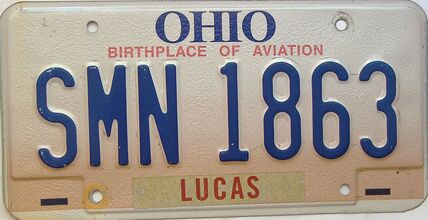 OHIO
BIRTHPLACE OF AVIATION
SMN 1863
LUCAS